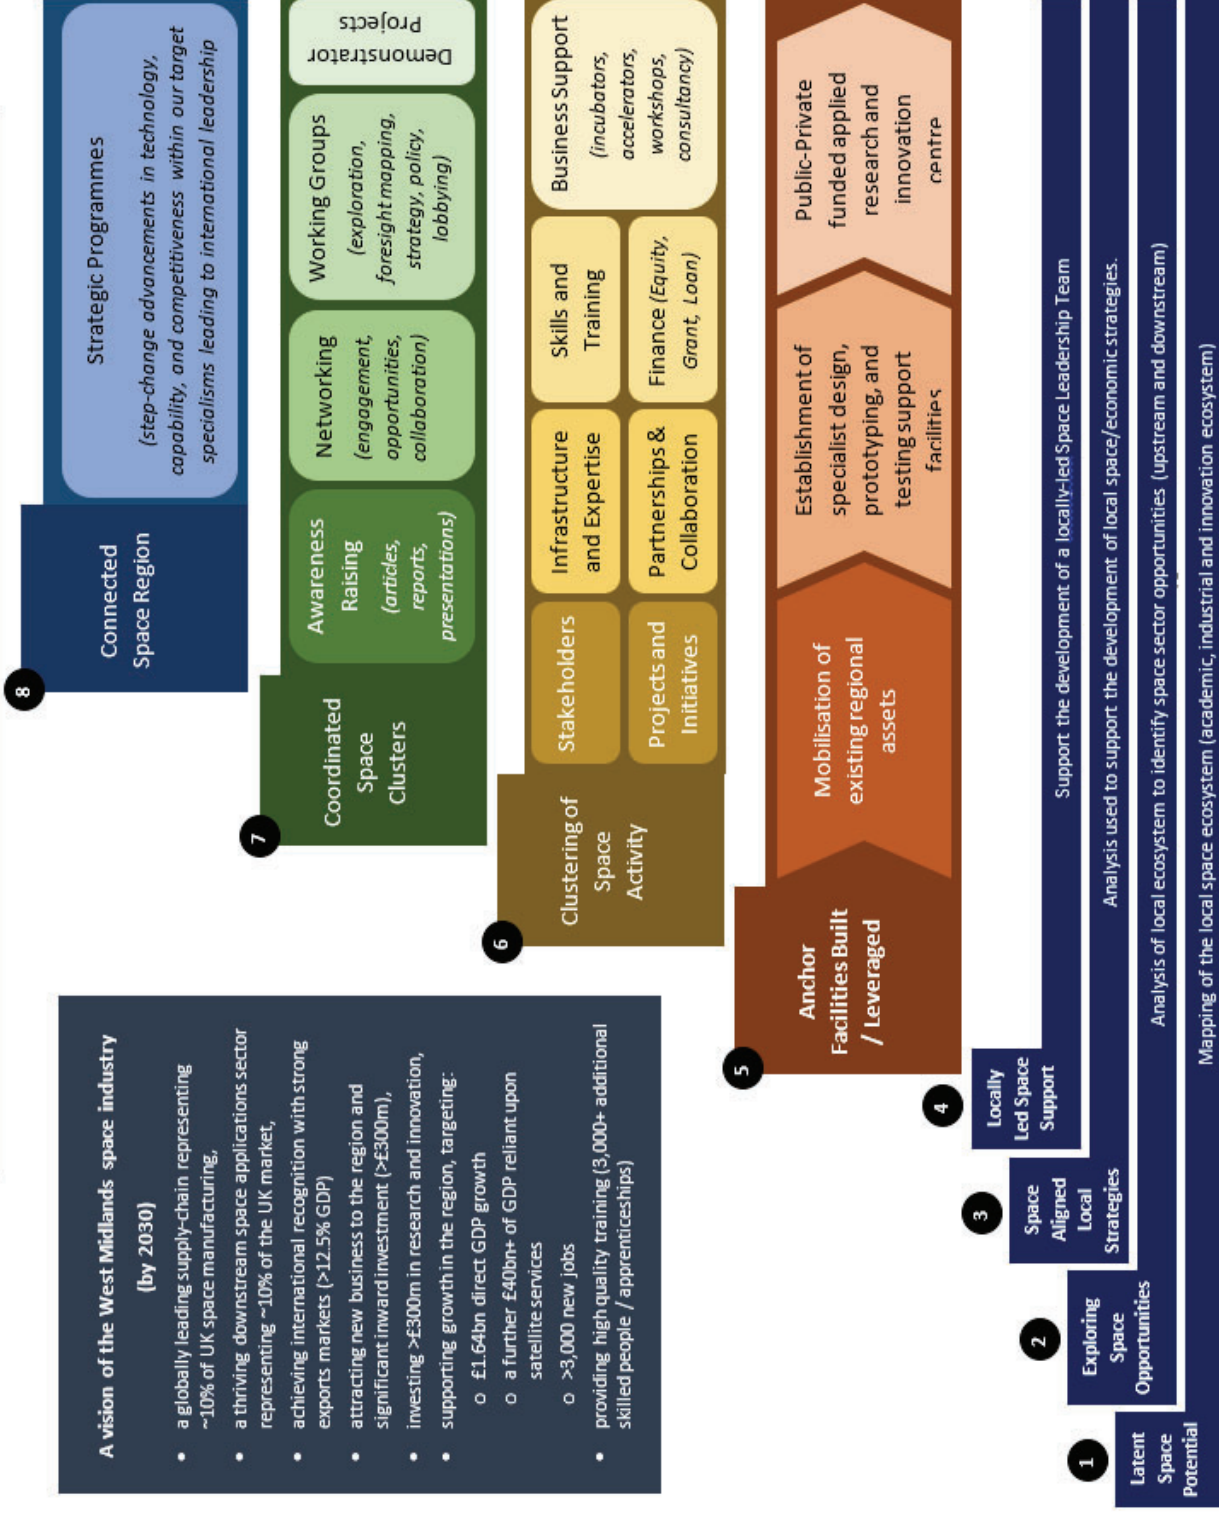 A vision of the West Midlands space industry
(by 2030)
• a globally leading supply-chain representing
~10% of UK space manufacturing,
• a thriving downstream space applications sector
representing ~10% of the UK market,
• achieving international recognition with strong
exports markets (>12.5% GDP)
• attracting new business to the region and
significant inward investment (>£300m),
• investing >£300m in research and innovation,
• supporting growth in the region, targeting:
o £1.64bn direct GDP growth
o a further £40bn+ of GDP reliant upon
satellite services
o >3,000 new jobs
• providing high quality training (3,000+ additional
skilled people / apprenticeships)
8
Connected
Space Region
Strategic Programmes
(step-change advancements in technology,
capability, and competitiveness within our target
specialisms leading to international leadership
7
Coordinated
Space
Clusters
Awareness
Raising
(articles,
reports,
presentations)
Networking
(engagement,
opportunities,
collaboration)
Working Groups
(exploration,
foresight mapping,
strategy, policy,
lobbying)
Demonstrator
Projects
6
Clustering of
Space
Activity
Stakeholders
Projects and
Initiatives
Infrastructure
and Expertise
Partnerships &
Collaboration
Skills and
Training
Finance (Equity,
Grant, Loan)
Business Support
(incubators,
accelerators,
workshops,
consultancy)
5
Anchor
Facilities Built
/ Leveraged
Mobilisation of
existing regional
assets
Establishment of
specialist design,
prototyping, and
testing support
facilities
Public-Private
funded applied
research and
innovation
centre
4
Locally
Led Space
Support
Support the development of a locally-led Space Leadership Team
3
Space
Aligned
Local
Strategies
Analysis used to support the development of local space/economic strategies.
2
Exploring
Space
Opportunities
Analysis of local ecosystem to identify space sector opportunities (upstream and downstream)
1
Latent
Space
Potential
Mapping of the local space ecosystem (academic, industrial and innovation ecosystem)